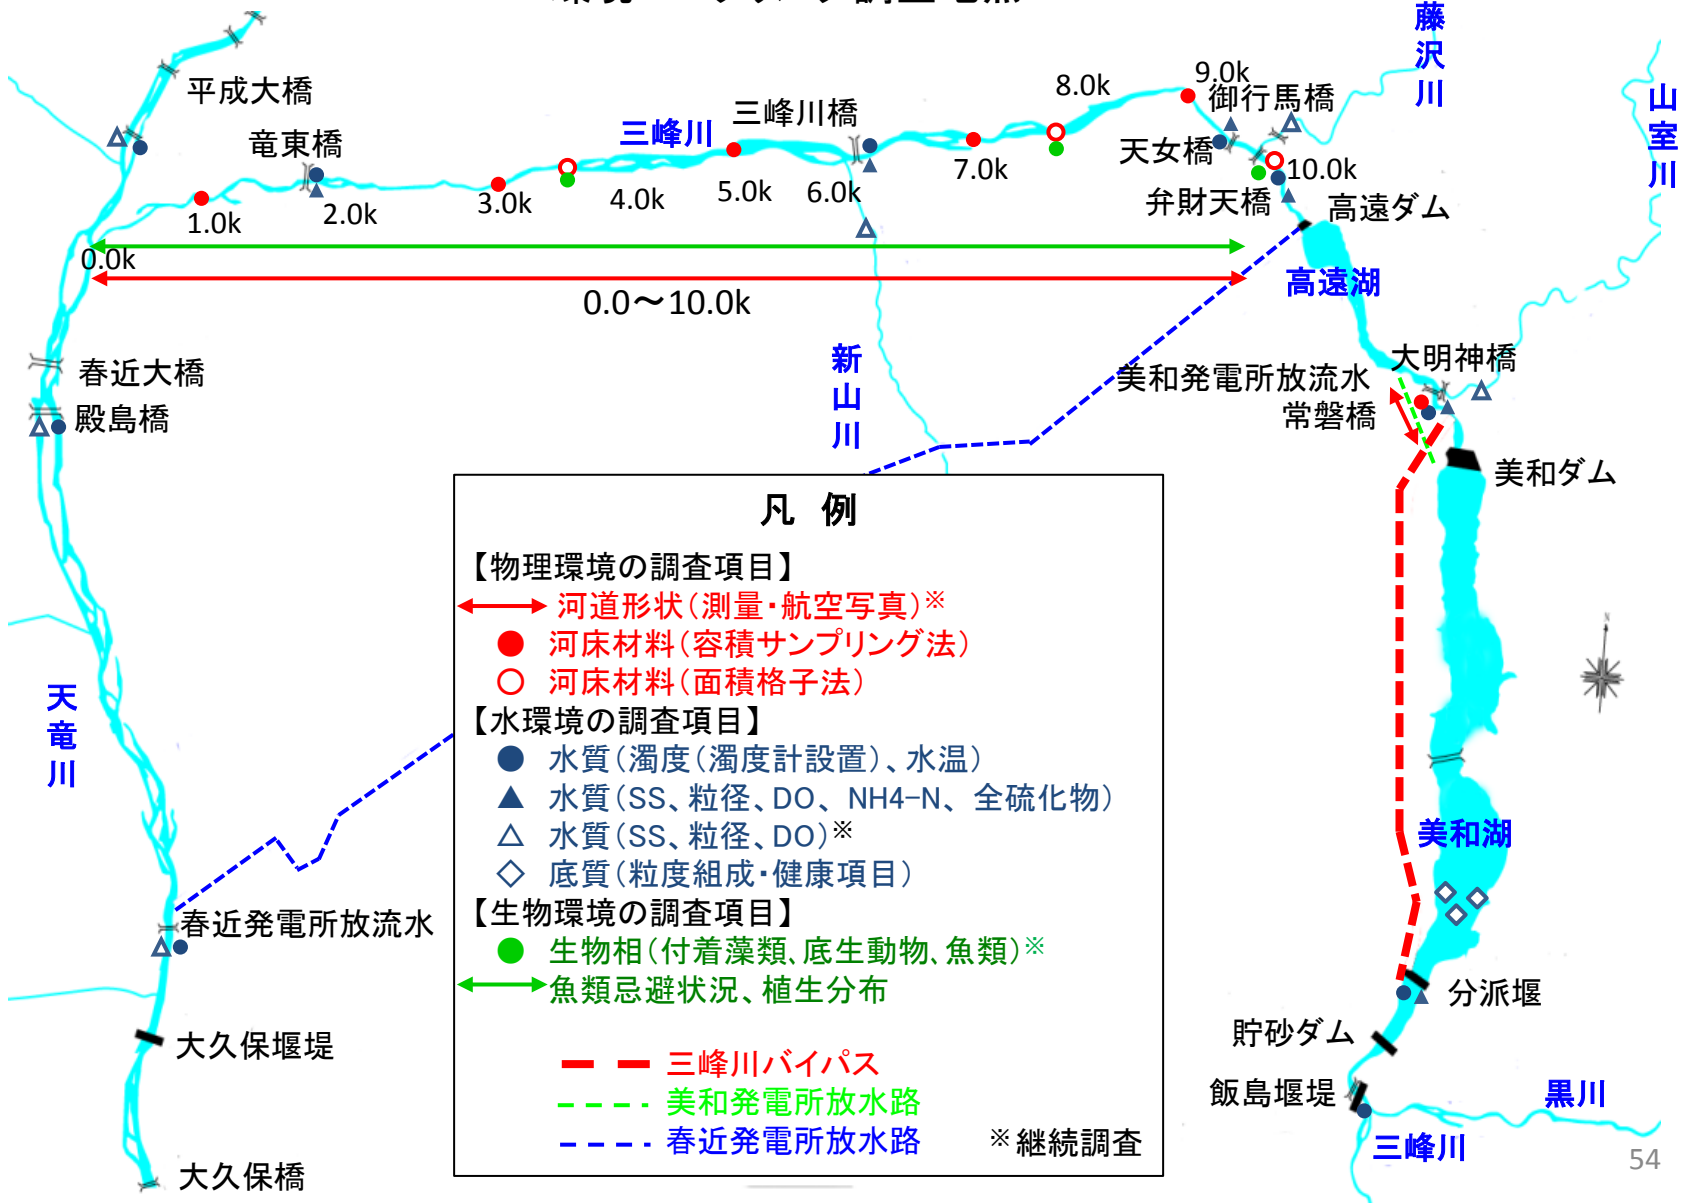 藤沢川
山室川
平成大橋
竜東橋
三峰川
三峰川橋
8.0k
9.0k
御行馬橋
天女橋
7.0k
10.0k
弁財天橋
高遠ダム
1.0k
2.0k
3.0k
4.0k
5.0k
6.0k
0.0k
0.0～10.0k
高遠湖
新山川
大明神橋
美和発電所放流水
常磐橋
春近大橋
殿島橋
美和ダム
天竜川
凡 例
【物理環境の調査項目】
河道形状(測量・航空写真)※
河床材料(容積サンプリング法)
河床材料(面積格子法)
【水環境の調査項目】
水質(濁度(濁度計設置)、水温)
水質(SS、粒径、DO、NH4-N、全硫化物)
水質(SS、粒径、DO)※
底質(粒度組成・健康項目)
【生物環境の調査項目】
生物相(付着藻類、底生動物、魚類)※
魚類忌避状況、植生分布
三峰川バイパス
美和発電所放水路
春近発電所放水路
※継続調査
美和湖
春近発電所放流水
大久保堰堤
大久保橋
分派堰
貯砂ダム
飯島堰堤
黒川
三峰川
54
N